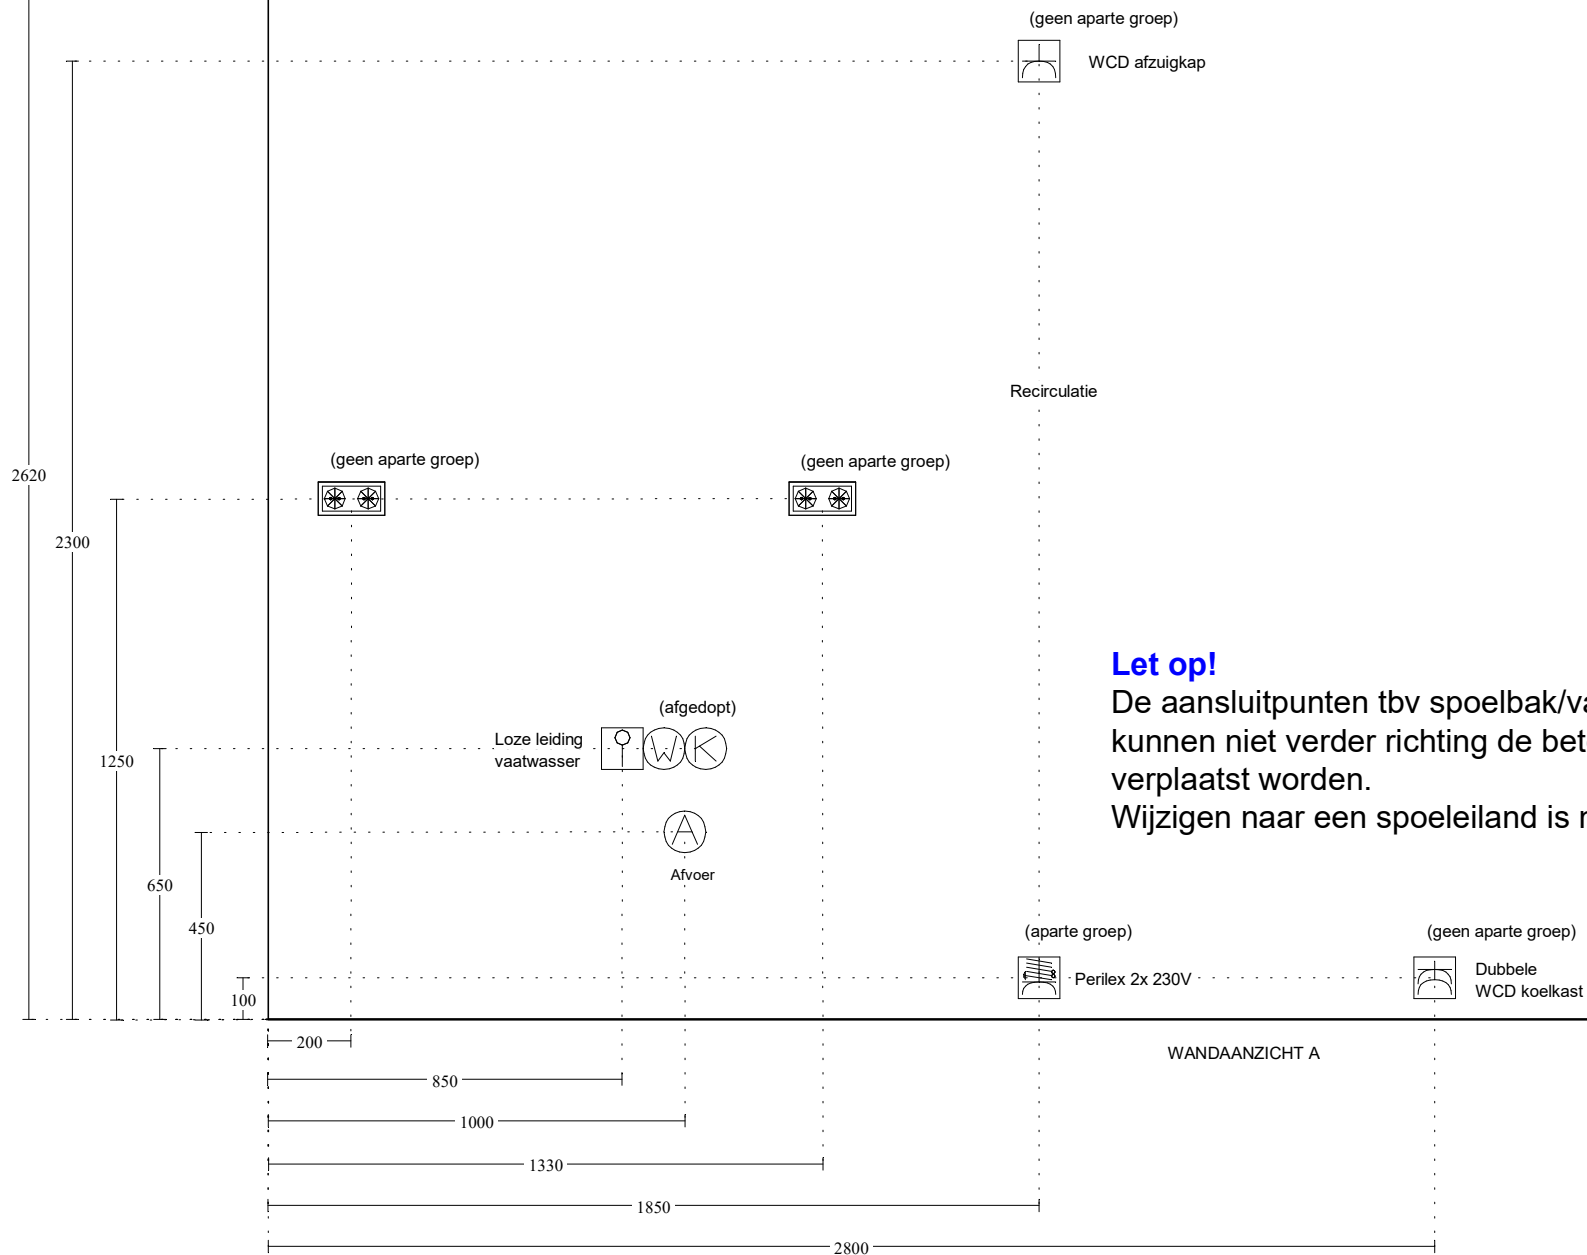 (geen aparte groep)
WCD afzuigkap
Recirculatie
(geen aparte groep)
(geen aparte groep)
2620
2300
1250
650
450
100
(afgedopt)
Loze leiding
vaatwasser
W K
A
Afvoer
Let op!
De aansluitpunten tbv spoelbak/
kunnen niet verder richting de
verplaatst worden.
Wijzigen naar een spoeleiland is
(aparte groep)
Perilex 2x 230V
(geen aparte groep)
Dubbele
WCD koelkast
WANDAANZICHT A
200
850
1000
1330
1850
2800